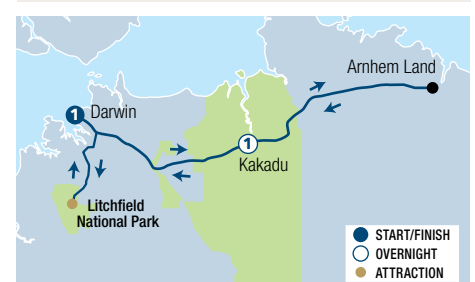 Arnhem Land
1 Darwin
1
Kakadu
Litchfield
National Park
START/FINISH
OVERNIGHT
ATTRACTION